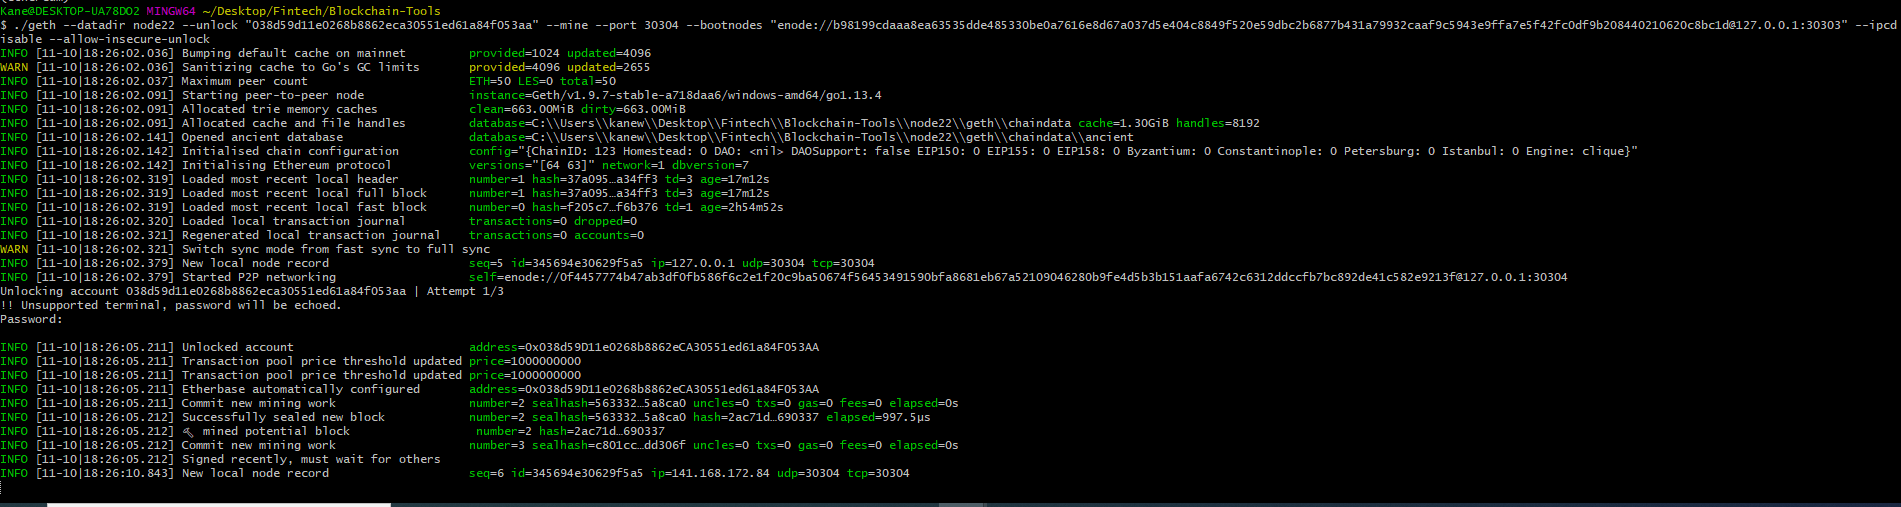 Kane@DESKTOP-UA78DO2 MINGW64 ~/Desktop/Fintech/Blockchain-Tools
$ ./geth --datadir node22 --unlock "038d59d11e0268b8862eca30551ed61a84f053aa" --mine --port 30304 --bootnodes "enode://b98199cdaaa8ea63535dde485330be0a7616e8d67a037d5e404c8849f520e59dbc2b6877b431a79932caaf9c5943e9ffa7e5f42fc0df9b208440210620c8bc1d@127.0.0.1:30303" --ipcd
isable --allow-insecure-unlock
INFO [11-10|18:26:02.036] Bumping default cache on mainnet provided=1024 updated=4096
WARN [11-10|18:26:02.036] Sanitizing cache to Go's GC limits provided=4096 updated=2655
INFO [11-10|18:26:02.037] Maximum peer count ETH=50 LES=0 total=50
INFO [11-10|18:26:02.091] Starting peer-to-peer node instance=Geth/v1.9.7-stable-a718daa6/windows-amd64/go1.13.4
INFO [11-10|18:26:02.091] Allocated trie memory caches clean=663.00MiB dirty=663.00MiB
INFO [11-10|18:26:02.091] Allocated cache and file handles database=C:\\Users\\kanew\\Desktop\\Fintech\\Blockchain-Tools\\node22\\geth\\chaindata cache=1.30GiB handles=8192
INFO [11-10|18:26:02.141] Opened ancient database database=C:\\Users\\kanew\\Desktop\\Fintech\\Blockchain-Tools\\node22\\geth\\chaindata\\ancient
INFO [11-10|18:26:02.142] Initialised chain configuration config="{ChainID: 123 Homestead: 0 DAO: <nil> DAOSupport: false EIP150: 0 EIP155: 0 EIP158: 0 Byzantium: 0 Constantinople: 0 Petersburg: 0 Istanbul: 0 Engine: clique}"
INFO [11-10|18:26:02.142] Initialising Ethereum protocol versions="[64 63]" network=1 dbversion=7
INFO [11-10|18:26:02.319] Loaded most recent local header number=1 hash=37a095…a34ff3 td=3 age=17m12s
INFO [11-10|18:26:02.319] Loaded most recent local full block number=1 hash=37a095…a34ff3 td=3 age=17m12s
INFO [11-10|18:26:02.319] Loaded most recent local fast block number=0 hash=f205c7…f6b376 td=1 age=2h54m52s
INFO [11-10|18:26:02.320] Loaded local transaction journal transactions=0 dropped=0
INFO [11-10|18:26:02.321] Regenerated local transaction journal transactions=0 accounts=0
WARN [11-10|18:26:02.321] Switch sync mode from fast sync to full sync
INFO [11-10|18:26:02.379] New local node record seq=5 id=345694e30629f5a5 ip=127.0.0.1 udp=30304 tcp=30304
INFO [11-10|18:26:02.379] Started P2P networking self=enode://0f4457774b47ab3df0fb586f6c2e1f20c9ba50674f56453491590bfa8681eb67a52109046280b9fe4d5b3b151aafa6742c6312ddccfb7bc892de41c582e9213f@127.0.0.1:30304
Unlocking account 038d59d11e0268b8862eca30551ed61a84f053aa | Attempt 1/3
!! Unsupported terminal, password will be echoed.
Password:
INFO [11-10|18:26:05.211] Unlocked account address=0x038d59D11e0268b8862eCA30551ed61a84F053AA
INFO [11-10|18:26:05.211] Transaction pool price threshold updated price=1000000000
INFO [11-10|18:26:05.211] Transaction pool price threshold updated price=1000000000
INFO [11-10|18:26:05.211] Etherbase automatically configured address=0x038d59D11e0268b8862eCA30551ed61a84F053AA
INFO [11-10|18:26:05.211] Commit new mining work number=2 sealhash=563332…5a8ca0 uncles=0 txs=0 gas=0 fees=0 elapsed=0s
INFO [11-10|18:26:05.212] Successfully sealed new block number=2 sealhash=563332…5a8ca0 hash=2ac71d…690337 elapsed=997.5µs
INFO [11-10|18:26:05.212] 🔨 mined potential block number=2 hash=2ac71d…690337
INFO [11-10|18:26:05.212] Commit new mining work number=3 sealhash=c801cc…dd306f uncles=0 txs=0 gas=0 fees=0 elapsed=0s
INFO [11-10|18:26:05.212] Signed recently, must wait for others
INFO [11-10|18:26:10.843] New local node record seq=6 id=345694e30629f5a5 ip=141.168.172.84 udp=30304 tcp=30304